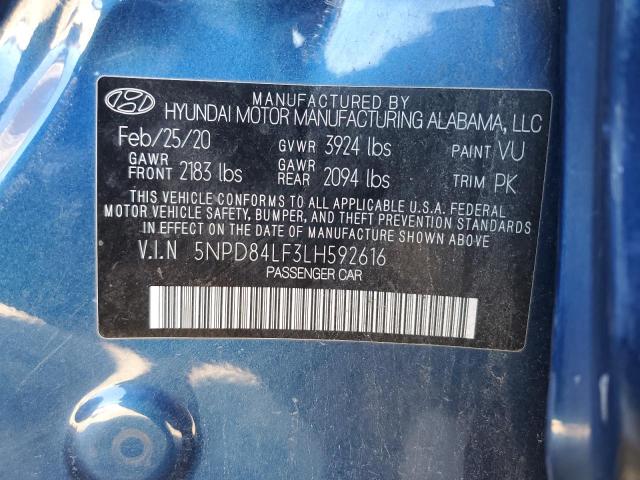 MANUFACTURED BY
HYUNDAI MOTOR MANUFACTURING ALABAMA, LLC
Feb/25/20 GVWR 3924 lbs PAINT VU
GAWR FRONT 2183 lbs GAWR REAR 2094 lbs TRIM PK
THIS VEHICLE CONFORMS TO ALL APPLICABLE U.S.A. FEDERAL
MOTOR VEHICLE SAFETY, BUMPER, AND THEFT PREVENTION STANDARDS
IN EFFECT ON THE DATE OF MANUFACTURE SHOWN ABOVE.
V.I.N 5NPD84LF3LH592616
PASSENGER CAR